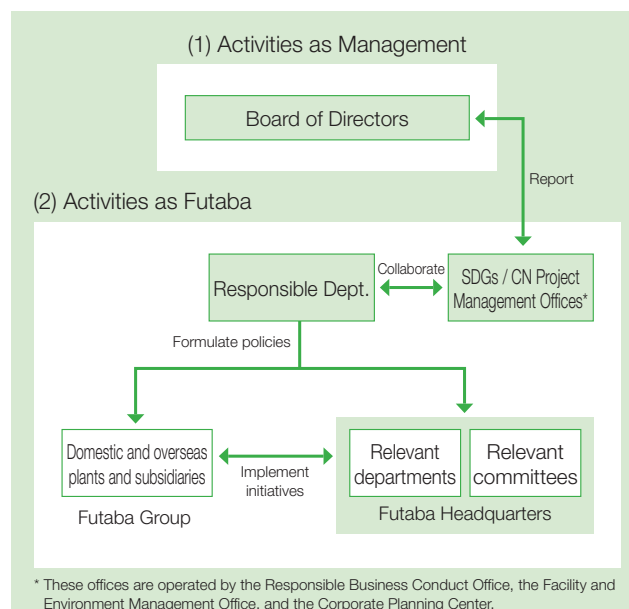 (1) Activities as Management
Board of Directors
Report
(2) Activities as Futaba
Responsible Dept.
Collaborate
SDGs / CN Project
Management Offices*
Formulate policies
Domestic and overseas
plants and subsidiaries
Implement
initiatives
Relevant
departments
Relevant
committees
Futaba Group
Futaba Headquarters
* These offices are operated by the Responsible Business Conduct Office, the Facility and
Environment Management Office, and the Corporate Planning Center.